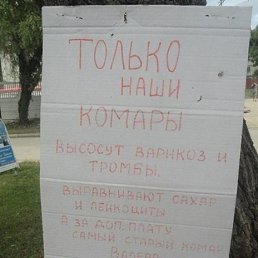 ТОЛЬКО
НАШИ
КОМАРЫ
ВЫСОСУТ ВАРИКОЗ И
ТРОМБЫ.
ВЫРАВНИВАЮТ САХАР
И ЛЕЙКОЦИТЫ
А ЗА ДОП. ПЛАТУ
САМЫЙ СТАРЫЙ КОМАР